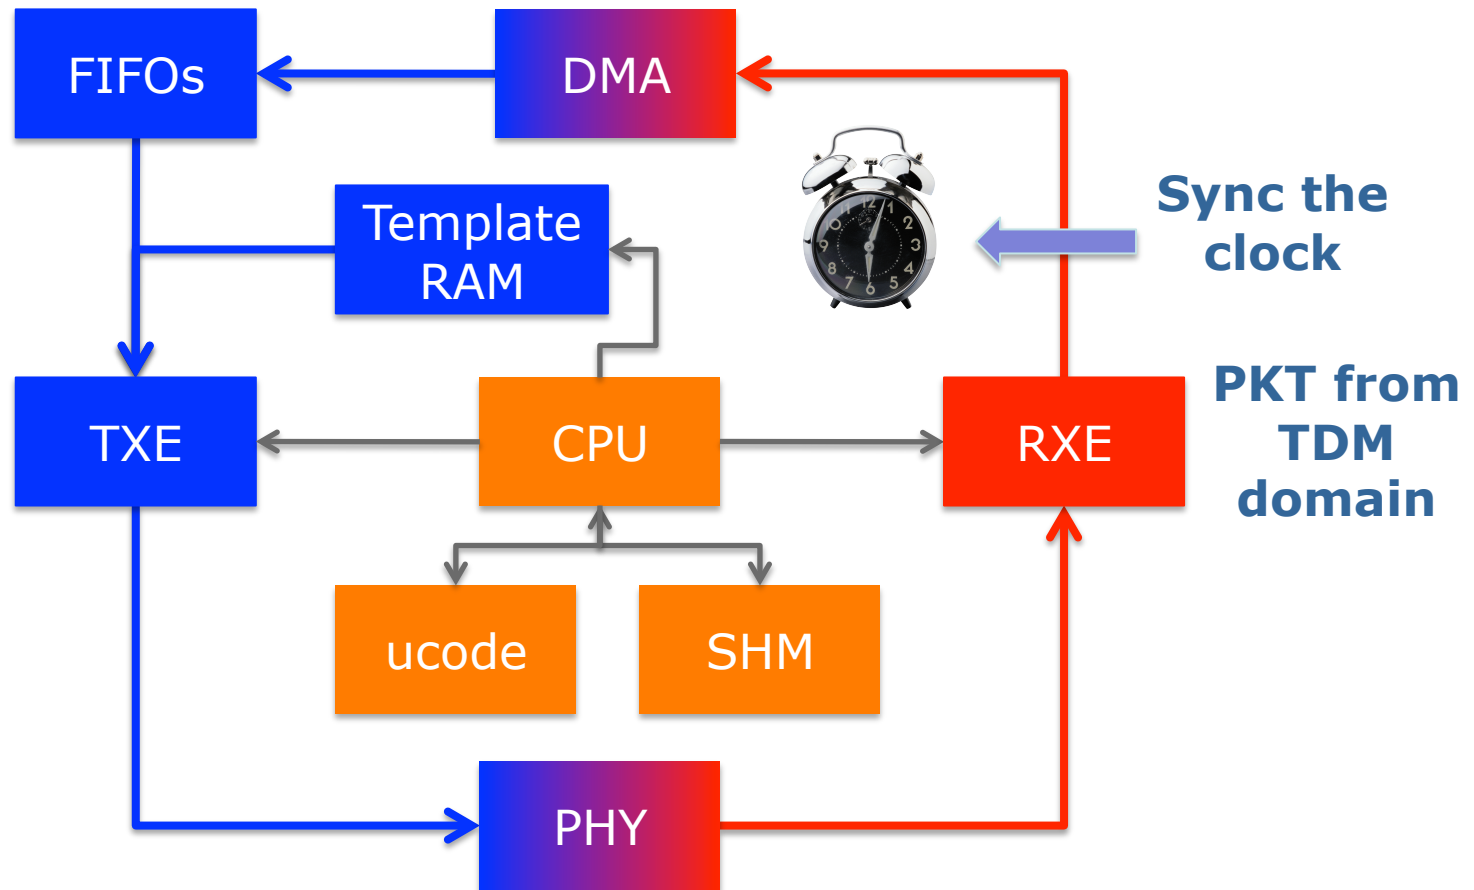 FIFOs
DMA
Template
RAM
Sync the
clock
TXE
CPU
RXE
PKT from
TDM
domain
ucode
SHM
PHY